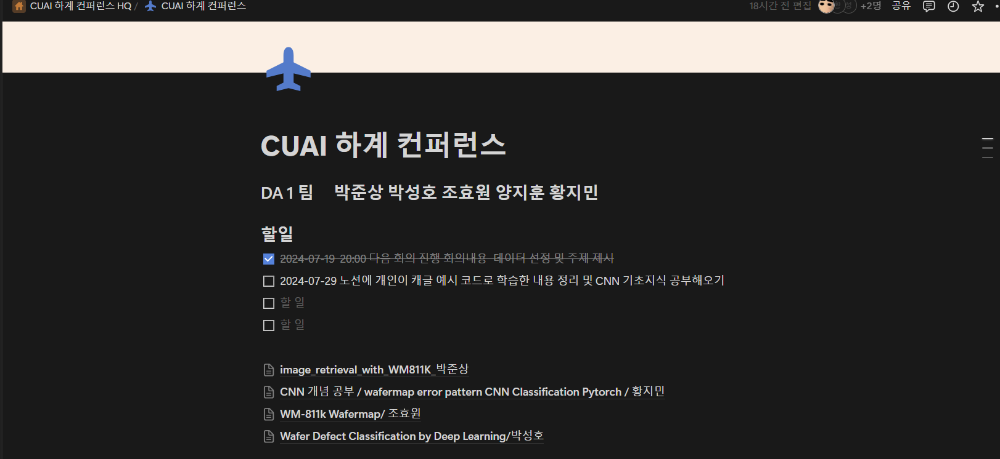 CUAI 하계 컨퍼런스 HQ / CUAI 하계 컨퍼런스
18시간 전 편집 성 +2명 공유
CUAI 하계 컨퍼런스
DA 1 팀 박준상 박성호 조효원 양지훈 황지민
할일
2024-07-19 20:00 다음 회의 진행 회의내용 데이터 선정 및 주제 제시
2024-07-29 노션에 개인이 캐글 예시 코드로 학습한 내용 정리 및 CNN 기초지식 공부해오기
할 일
할 일
image_retrieval_with_WM811K_박준상
CNN 개념 공부 / wafermap error pattern CNN Classification Pytorch / 황지민
WM-811k Wafermap/ 조효원
Wafer Defect Classification by Deep Learning/박성호